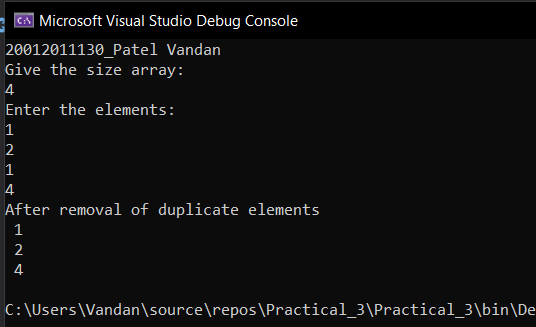 Microsoft Visual Studio Debug Console
20012011130_Patel Vandan
Give the size array:
4
Enter the elements:
1
2
1
4
After removal of duplicate elements
1
2
4
C:\Users\Vandan\source\repos\Practical_3\Practical_3\bin\De